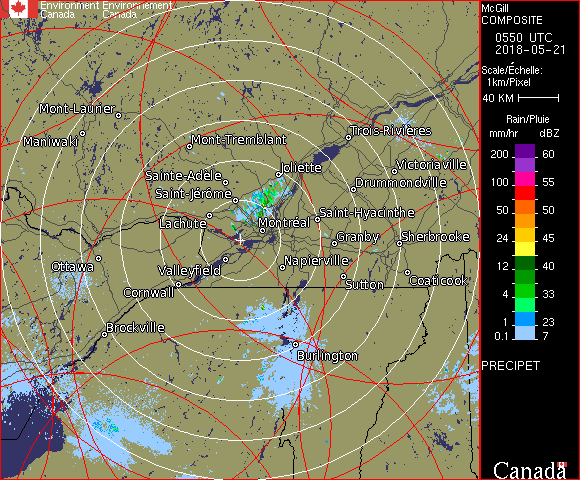 Environment Environnement
Canada Canada
McGill
COMPOSITE
0550 UTC
2018-05-21
Scale/Échelle:
1km/Pixel
40 KM
Rain/Pluie
mm/hr dBZ
200 60
100 55
50 50
24 45
12 40
4 33
1 23
0.1 7
PRECIPET
Canada
Mont-Laurier
Maniwaki
Mont-Tremblant
Trois-Rivières
Sainte-Adèle
Joliette
Victoriaville
Saint-Jérôme
Drummondville
Lachute
Montréal
Saint-Hyacinthe
Granby
Sherbrooke
Ottawa
Valleyfield
Napierville
Cornwall
Sutton
Coaticook
Brockville
Burlington